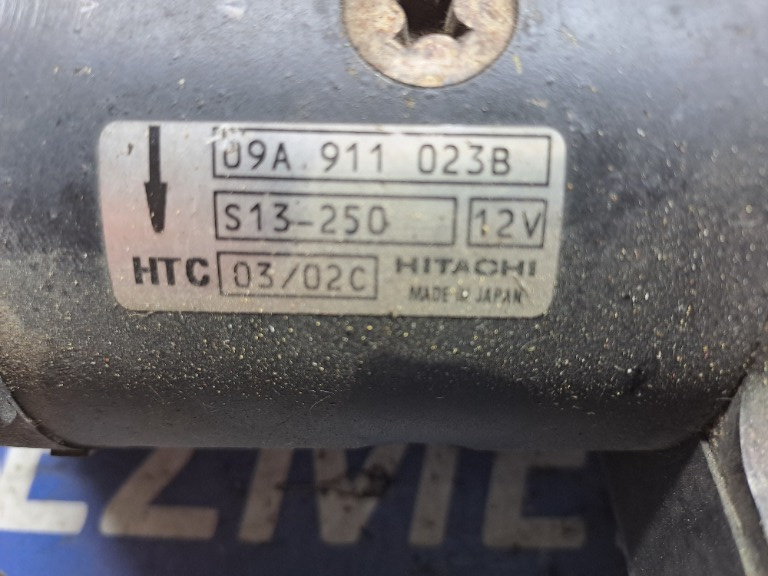 09A 911 023B
S13-250 12V
HTC 03/02C HITACHI
MADE IN JAPAN